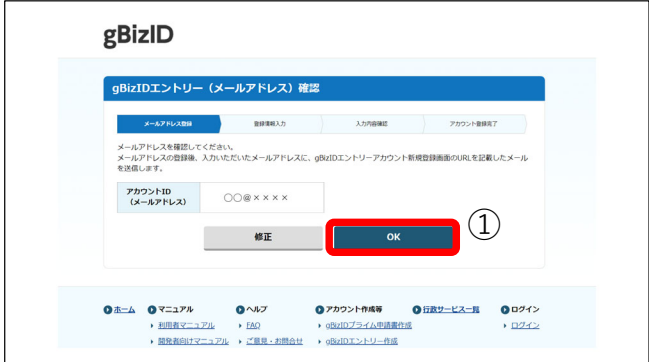 gBizID
gBizIDエントリー（メールアドレス）確認
メールアドレス登録 登録情報入力 入力内容確認 アカウント登録完了
メールアドレスを確認してください。
メールアドレスの登録後、入力いただいたメールアドレスに、gBizIDエントリーアカウント新規登録画面のURLを記載したメール
を送信します。
アカウントID
（メールアドレス）
〇〇@××××
修正 OK ①
ホーム マニュアル ヘルプ アカウント作成等 行政サービス一覧 ログイン
利用者マニュアル FAQ gBizIDプライム申請書作成 ログイン
開発者向けマニュアル ご意見・お問合せ gBizIDエントリー作成